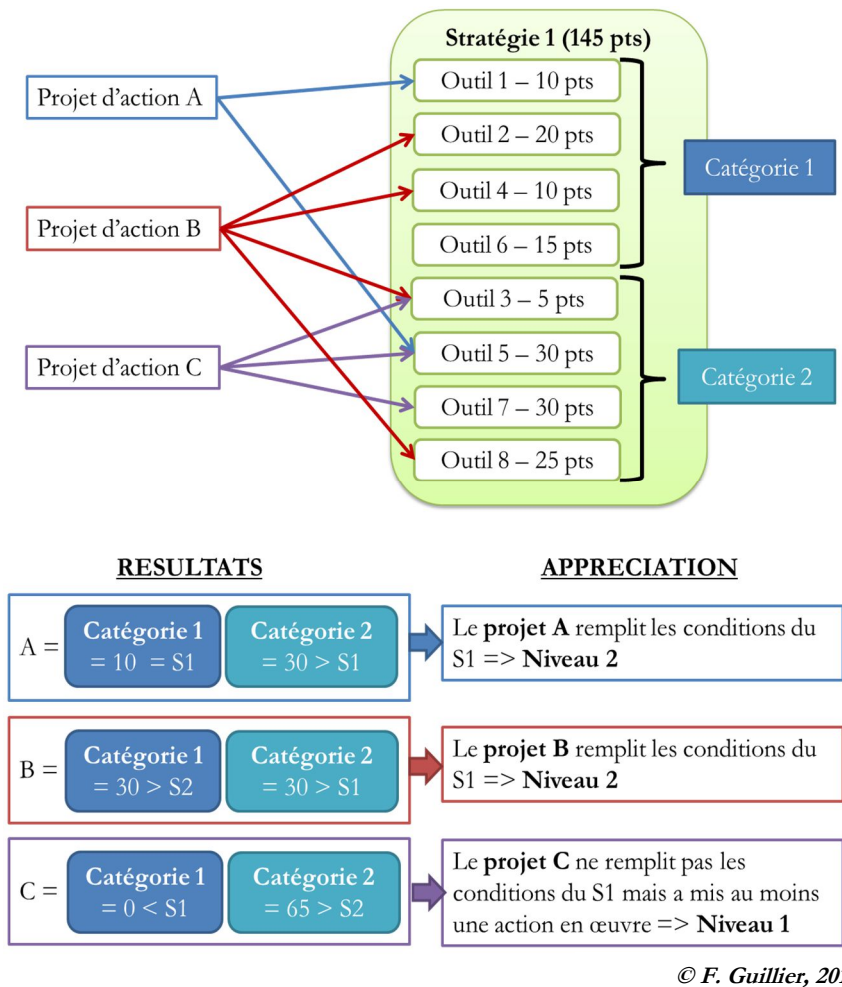 Stratégie 1 (145 pts)
Projet d'action A
Projet d'action B
Projet d'action C
Outil 1 – 10 pts
Outil 2 – 20 pts
Outil 4 – 10 pts
Outil 6 – 15 pts
Outil 3 – 5 pts
Outil 5 – 30 pts
Outil 7 – 30 pts
Outil 8 – 25 pts
Catégorie 1
Catégorie 2
RESULTATS
APPRECIATION
A =
Catégorie 1
= 10 = S1
Catégorie 2
= 30 > S1
Le projet A remplit les conditions du
S1 => Niveau 2
B =
Catégorie 1
= 30 > S2
Catégorie 2
= 30 > S1
Le projet B remplit les conditions du
S1 => Niveau 2
C =
Catégorie 1
= 0 < S1
Catégorie 2
= 65 > S2
Le projet C ne remplit pas les
conditions du S1 mais a mis au moins
une action en œuvre => Niveau 1
© F. Guillier,